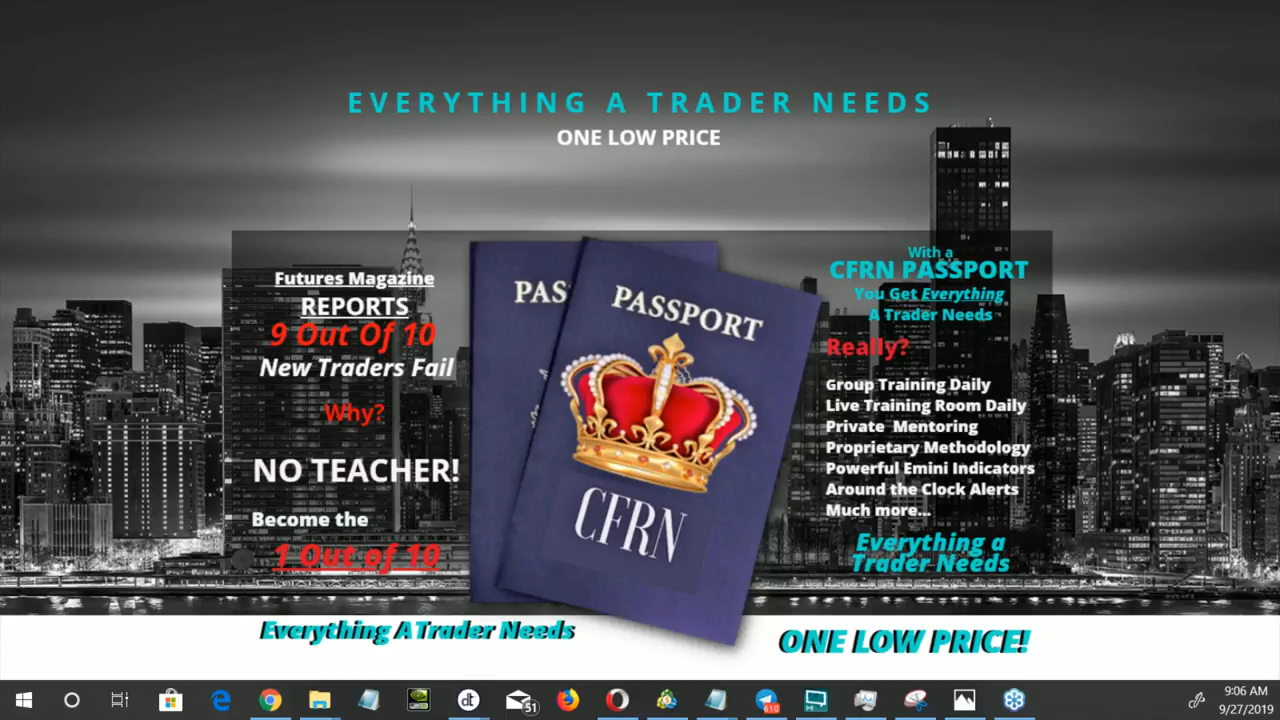 EVERYTHING A TRADER NEEDS
ONE LOW PRICE
Futures Magazine
REPORTS
9 Out Of 10
New Traders Fail
Why?
NO TEACHER!
Become the
1 Out of 10
PAS
PASSPORT
CFRN
With a
CFRN PASSPORT
You Get Everything
A Trader Needs
Really?
Group Training Daily
Live Training Room Daily
Private Mentoring
Proprietary Methodology
Powerful Emini Indicators
Around the Clock Alerts
Much more...
Everything a
Trader Needs
Everything A Trader Needs
ONE LOW PRICE!
dt
51
610
9:06 AM
9/27/2019